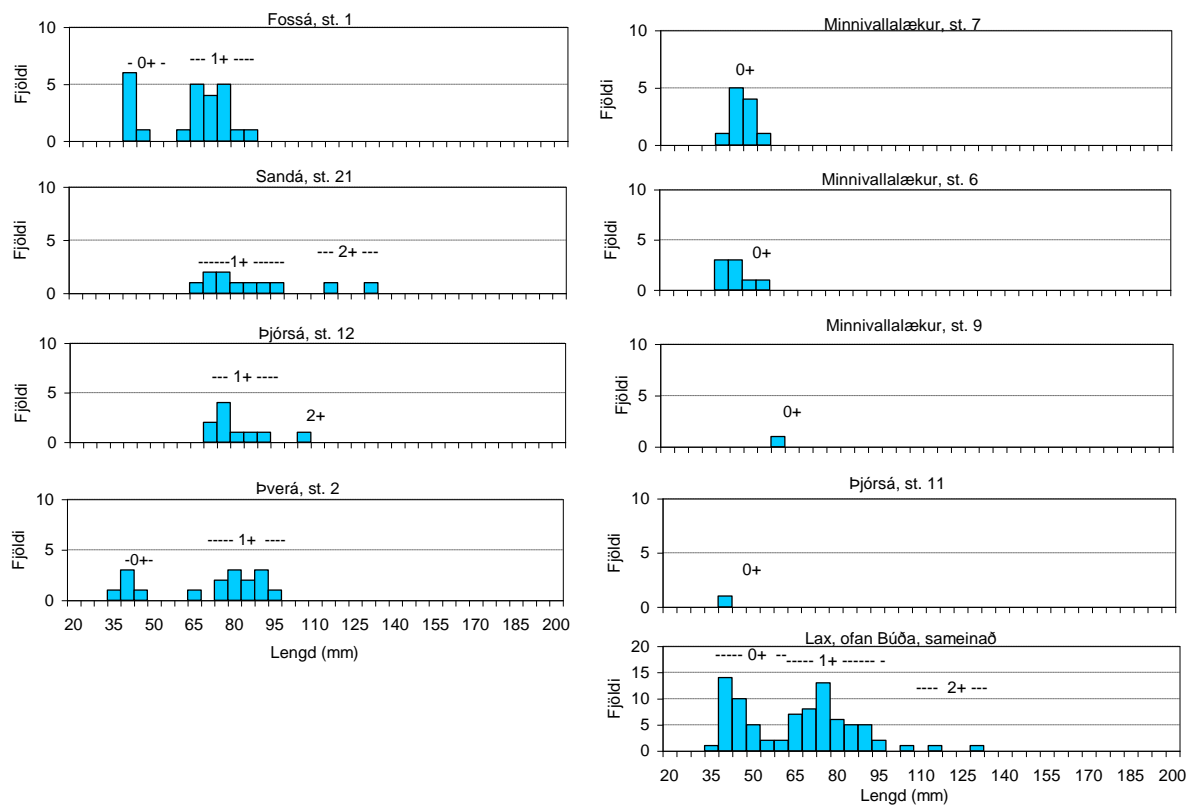 Fossá, st. 1
10
5
0
Fjöldi
- 0+ -
--- 1+ ----
Sandá, st. 21
10
5
0
Fjöldi
------1+ ------
--- 2+ ---
Þjórsá, st. 12
10
5
0
Fjöldi
--- 1+ ----
2+
Þverá, st. 2
10
5
0
Fjöldi
-0+-
----- 1+ ----
20 35 50 65 80 95 110 125 140 155 170 185 200
Lengd (mm)
Minnivallalækur, st. 7
10
5
0
Fjöldi
0+
Minnivallalækur, st. 6
10
5
0
Fjöldi
0+
Minnivallalækur, st. 9
10
5
0
Fjöldi
0+
Þjórsá, st. 11
10
5
0
Fjöldi
0+
Lax, ofan Búða, sameinað
20
15
10
5
0
Fjöldi
----- 0+ --
----- 1+ ------ -
---- 2+ ---
20 35 50 65 80 95 110 125 140 155 170 185 200
Lengd (mm)